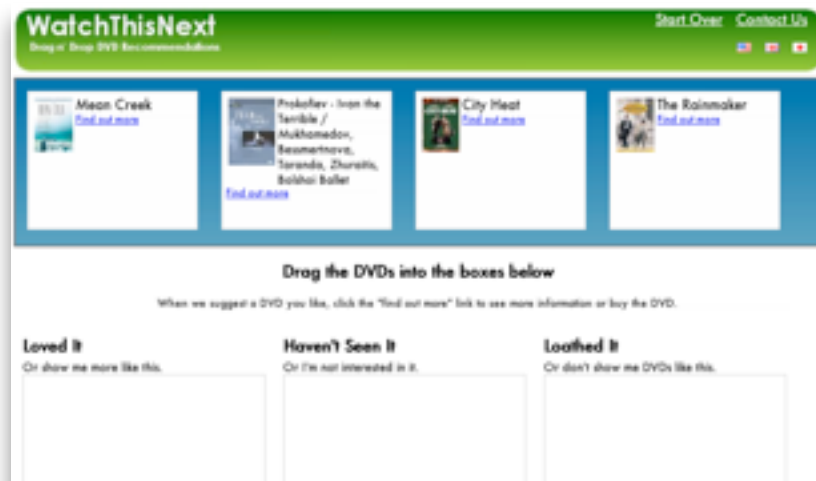 WatchThisNext
Start Over Contact Us
Drag n' Drop DVD Recommendations
Mean Creek
Find out more
Prokofiev - Ivan the
Terrible /
Mukhamedov,
Bessmertnova,
Taranda, Zhuraitis,
Bolshoi Ballet
Find out more
City Heat
Find out more
The Rainmaker
Find out more
Drag the DVDs into the boxes below
When we suggest a DVD you like, click the "find out more" link to see more information or buy the DVD.
Loved It
Or show me more like this.
Haven't Seen It
Or I'm not interested in it.
Loathed It
Or don't show me DVDs like this.